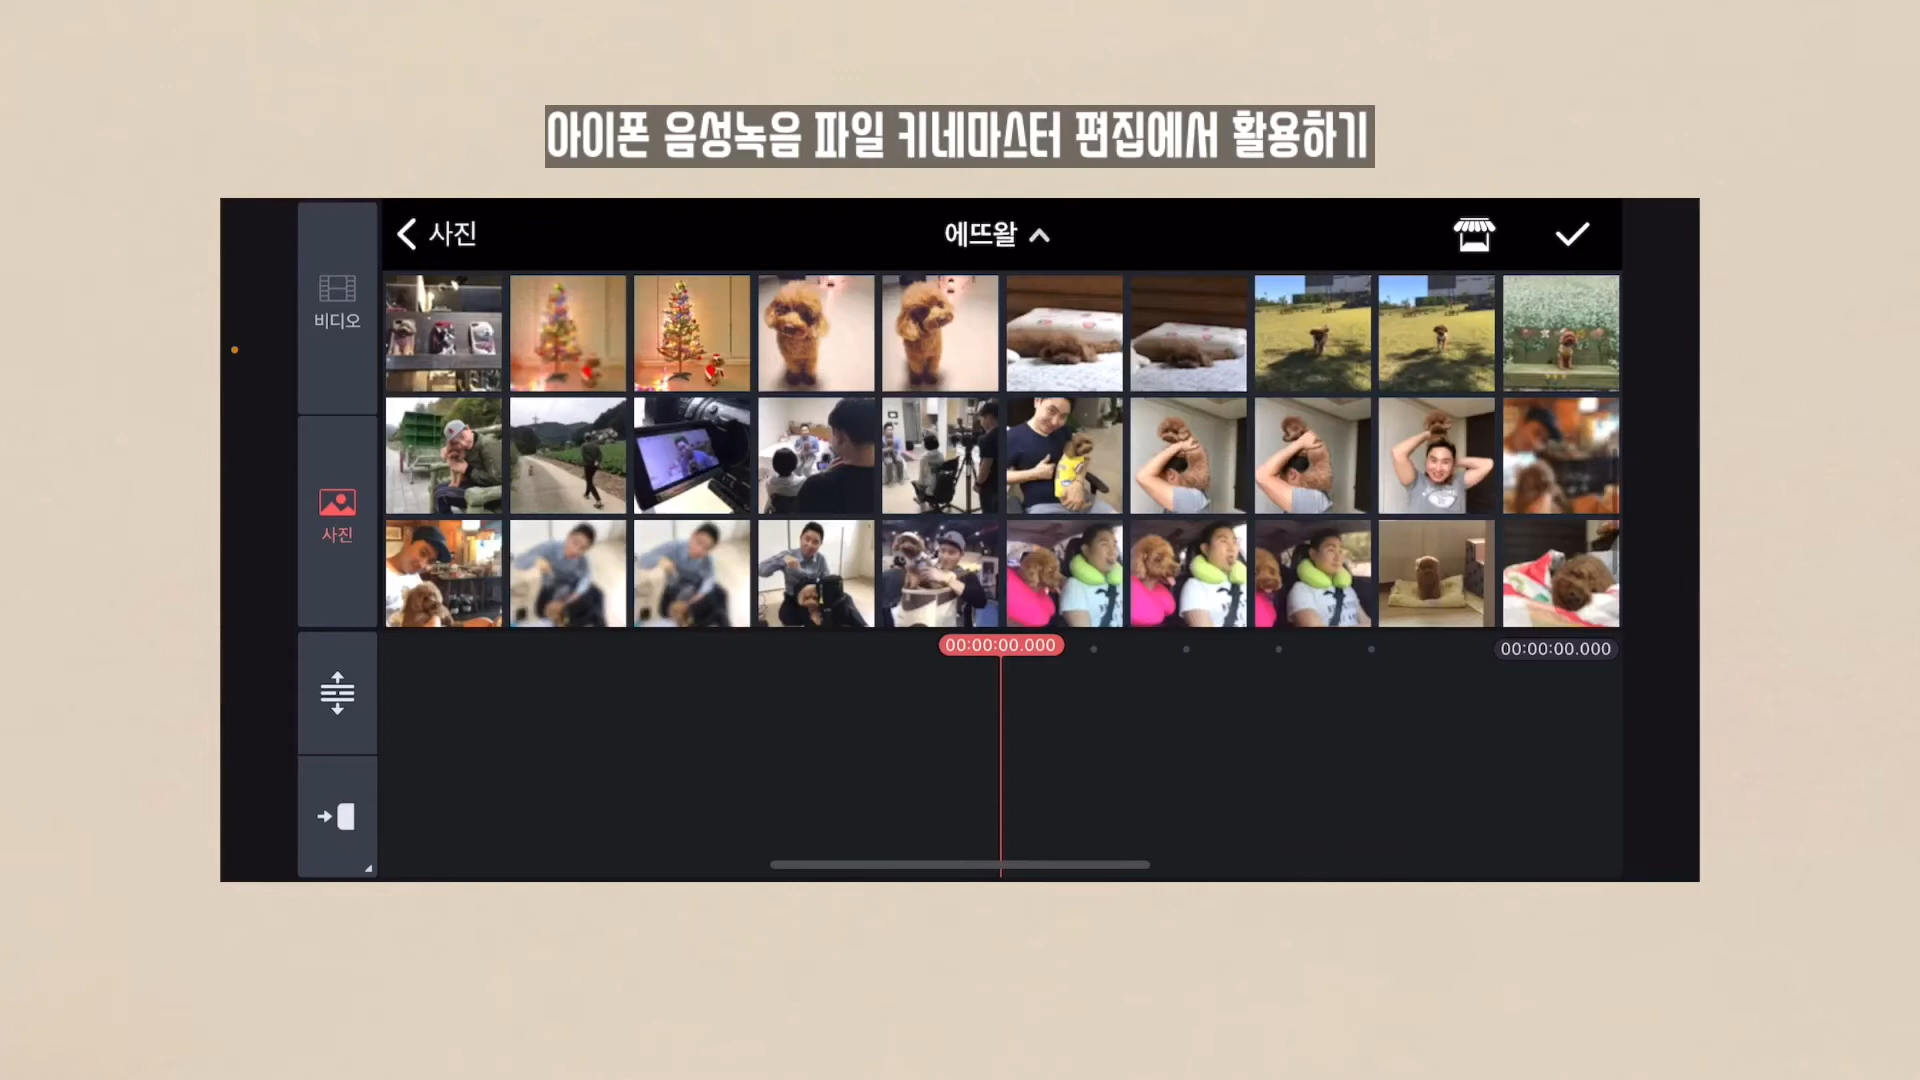 아이폰 음성녹음 파일 키네마스터 편집에서 활용하기
사진
에뜨왈
비디오
사진
00:00:00.000
00:00:00.000